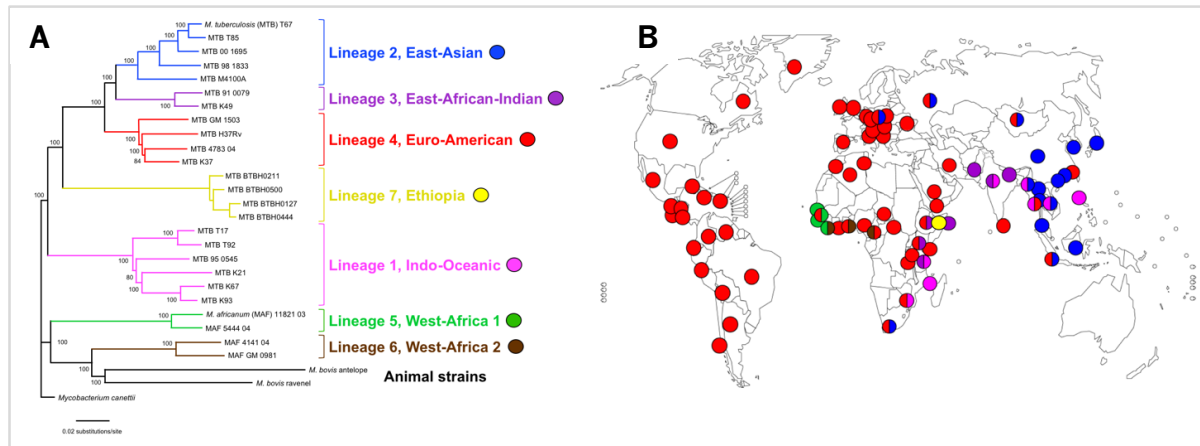 A
B
M. tuberculosis (MTB) T67
MTB T85
MTB 00 1695
MTB 98 1833
MTB M4100A
Lineage 2, East-Asian
MTB 91 0079
MTB K49
Lineage 3, East-African-Indian
MTB GM 1503
MTB H37Rv
MTB 4783 04
MTB K37
Lineage 4, Euro-American
MTB BTBH0211
MTB BTBH0500
MTB BTBH0127
MTB BTBH0444
Lineage 7, Ethiopia
MTB T17
MTB T92
MTB 95 0545
MTB K21
MTB K67
MTB K93
Lineage 1, Indo-Oceanic
M. africanum (MAF) 11821 03
MAF 5444 04
Lineage 5, West-Africa 1
MAF 4141 04
MAF GM 0981
Lineage 6, West-Africa 2
M. bovis antelope
M. bovis ravenel
Animal strains
Mycobacterium canettii
100
100
100
100
100
100
100
100
100
84
100
100
100
100
100
80
100
100
100
100
100
100
100
0.02 substitutions/site